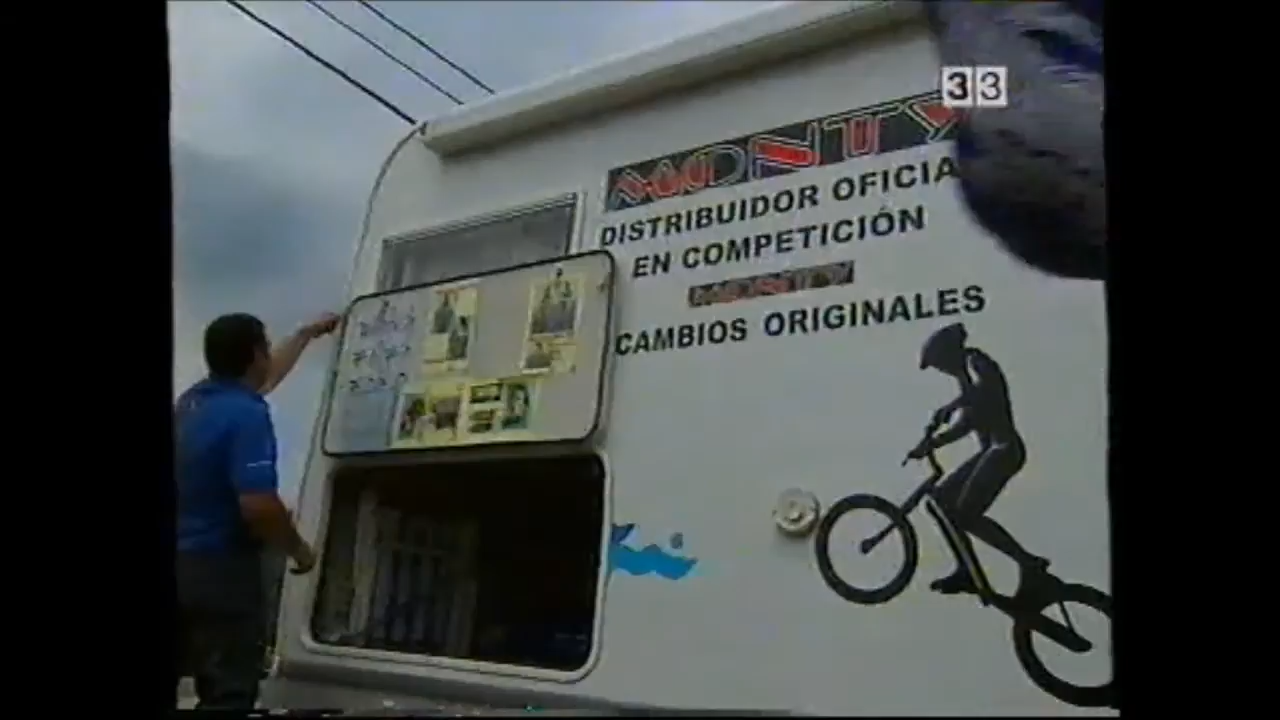 33
MONTY
DISTRIBUIDOR OFICIA
EN COMPETICIÓN
MONTY
CAMBIOS ORIGINALES